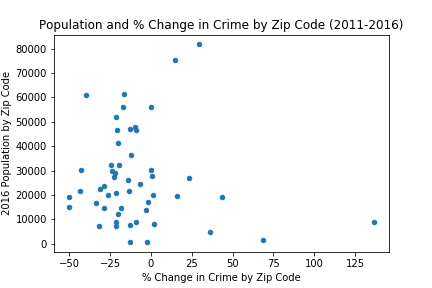 Population and % Change in Crime by Zip Code (2011-2016)
2016 Population by Zip Code
80000
70000
60000
50000
40000
30000
20000
10000
0
−50 −25 0 25 50 75 100 125
% Change in Crime by Zip Code